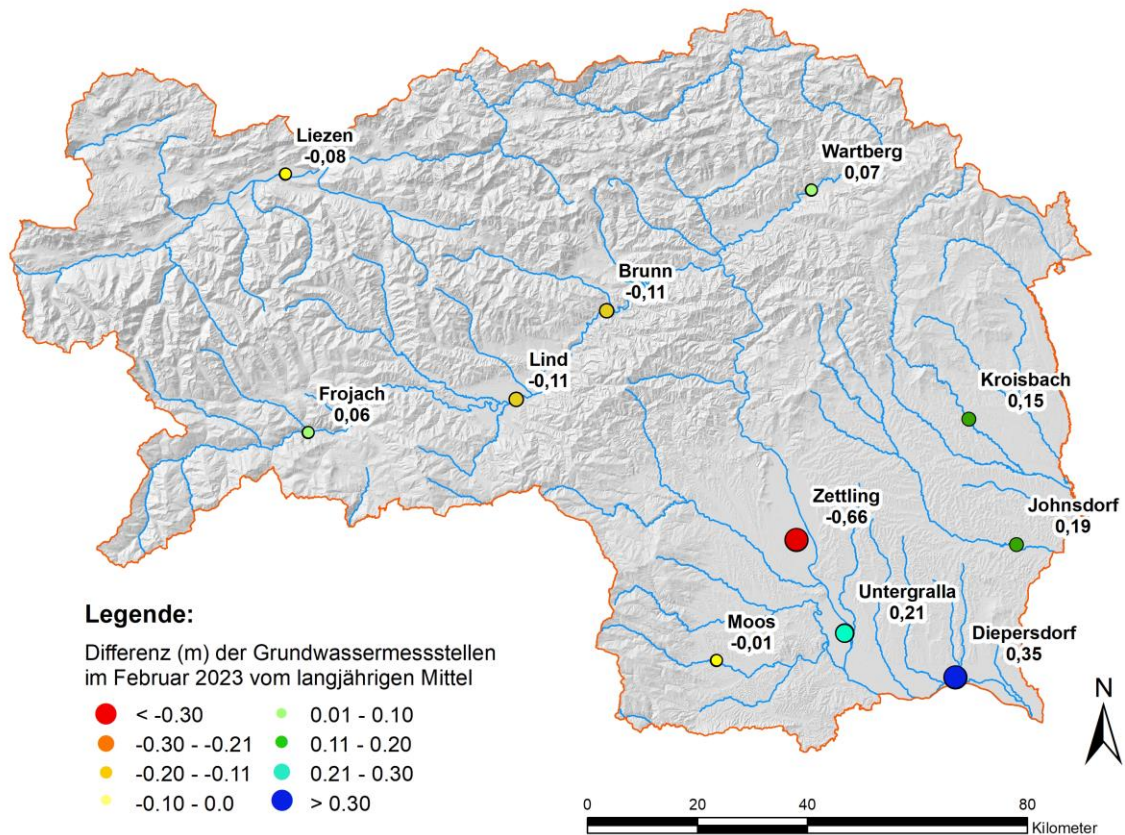 Liezen
-0,08
Wartberg
0,07
Brunn
-0,11
Lind
-0,11
Frojach
0,06
Kroisbach
0,15
Zettling
-0,66
Johnsdorf
0,19
Untergralla
0,21
Moos
-0,01
Diepersdorf
0,35
Legende:
Differenz (m) der Grundwassermessstellen
im Februar 2023 vom langjährigen Mittel
< -0.30
-0.30 - -0.21
-0.20 - -0.11
-0.10 - 0.0
0.01 - 0.10
0.11 - 0.20
0.21 - 0.30
> 0.30
N
0 20 40 80
Kilometer